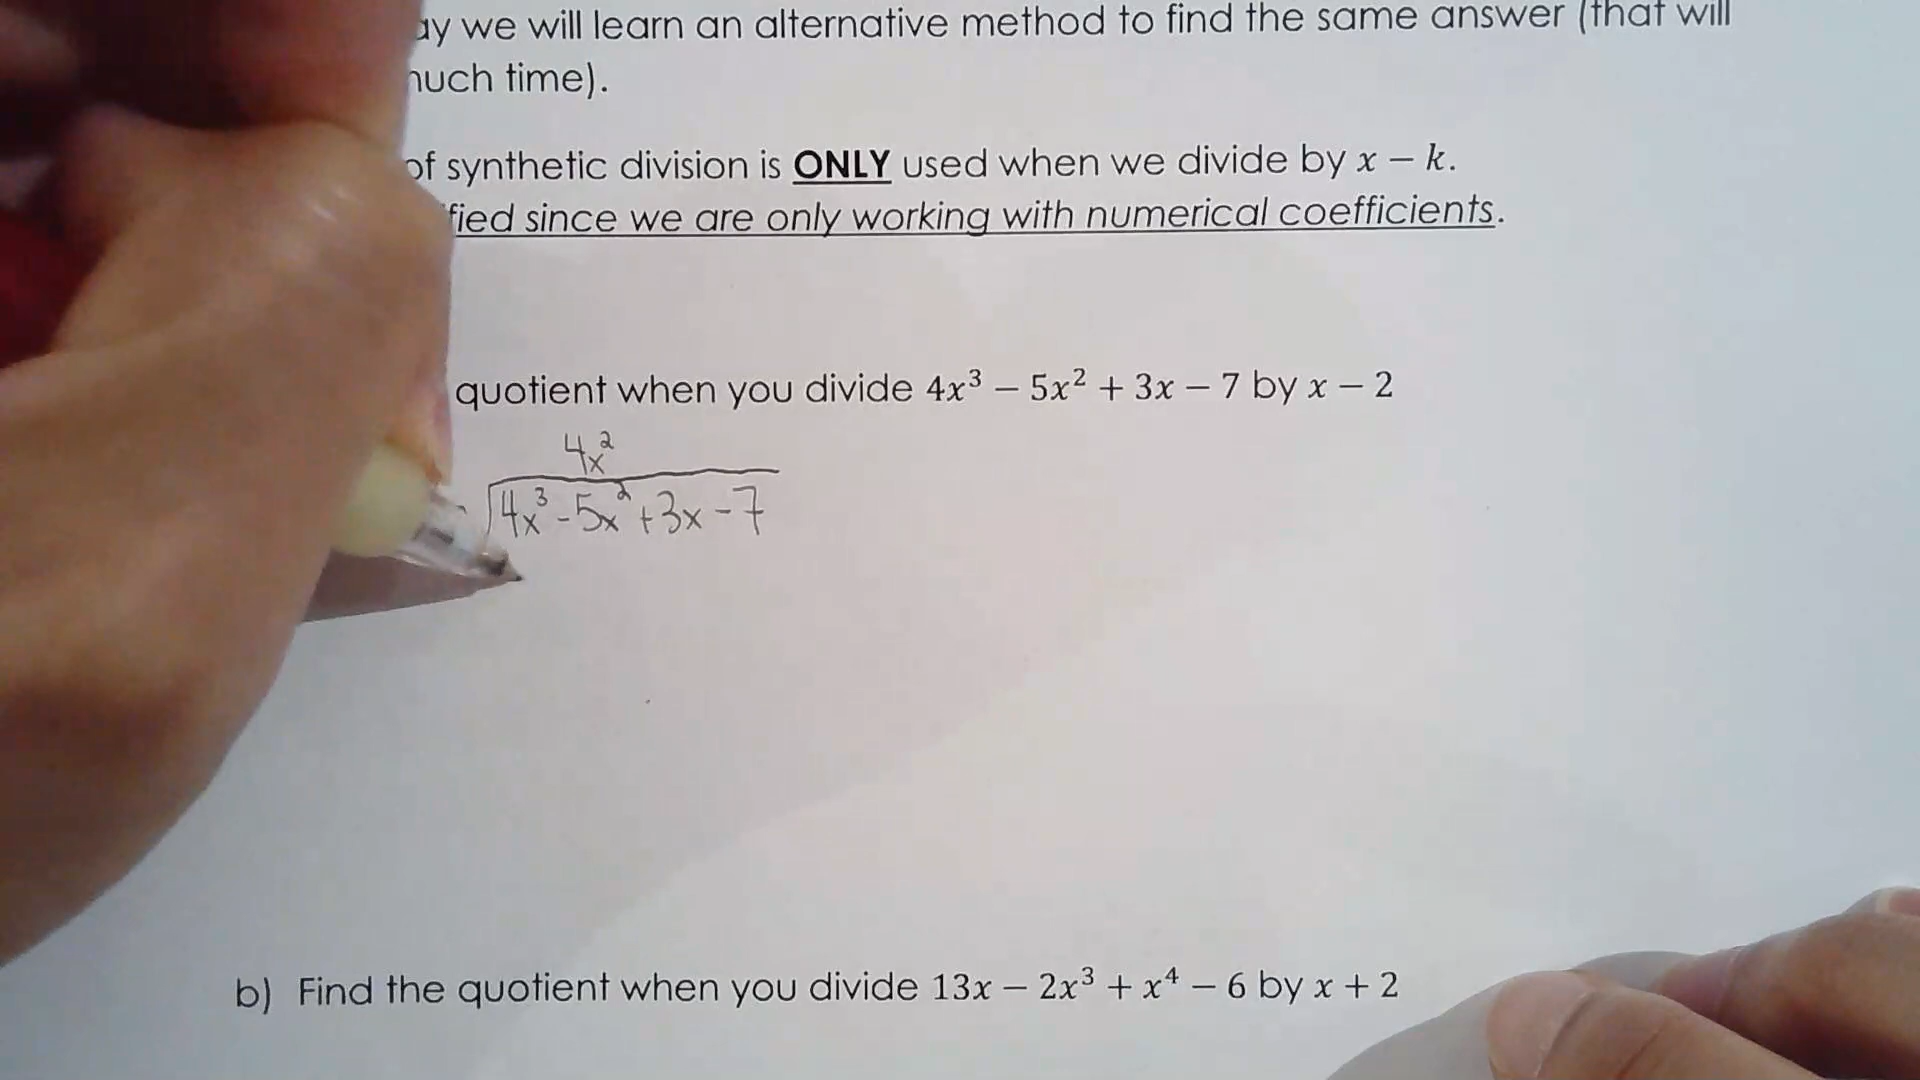 we will learn an alternative method to find the same answer (that will
much time).
of synthetic division is ONLY used when we divide by x − k.
fied since we are only working with numerical coefficients.
quotient when you divide 4x³ − 5x² + 3x − 7 by x − 2
4x²
4x³ - 5x² + 3x - 7
b) Find the quotient when you divide 13x − 2x³ + x⁴ − 6 by x + 2